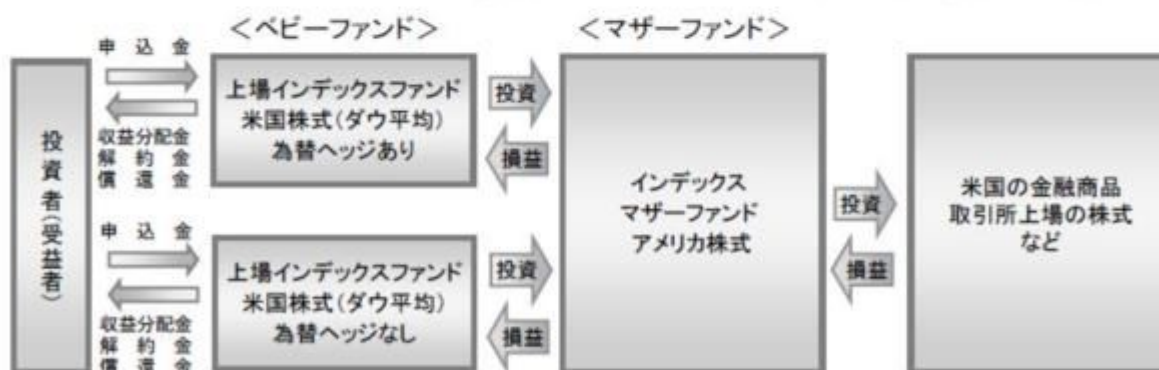 <ベビーファンド>
<マザーファンド>
申込金
収益分配金
解約金
償還金
投資者(受益者)
上場インデックスファンド
米国株式(ダウ平均)
為替ヘッジあり
投資
損益
申込金
収益分配金
解約金
償還金
上場インデックスファンド
米国株式(ダウ平均)
為替ヘッジなし
投資
損益
インデックス
マザーファンド
アメリカ株式
投資
損益
米国の金融商品
取引所上場の株式
など